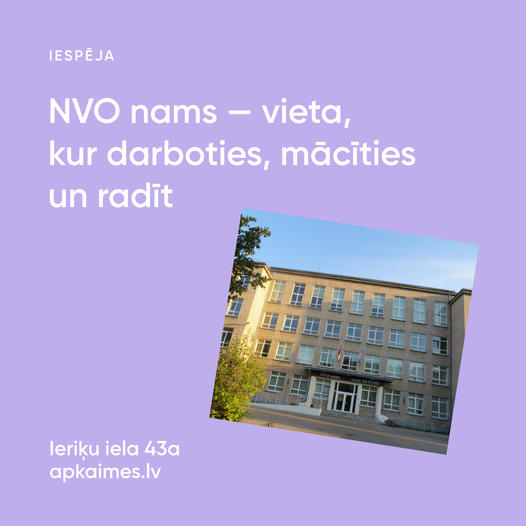 IESPĒJA
NVO nams — vieta,
kur darboties, mācīties
un radīt
Ieriķu iela 43a
apkaimes.lv